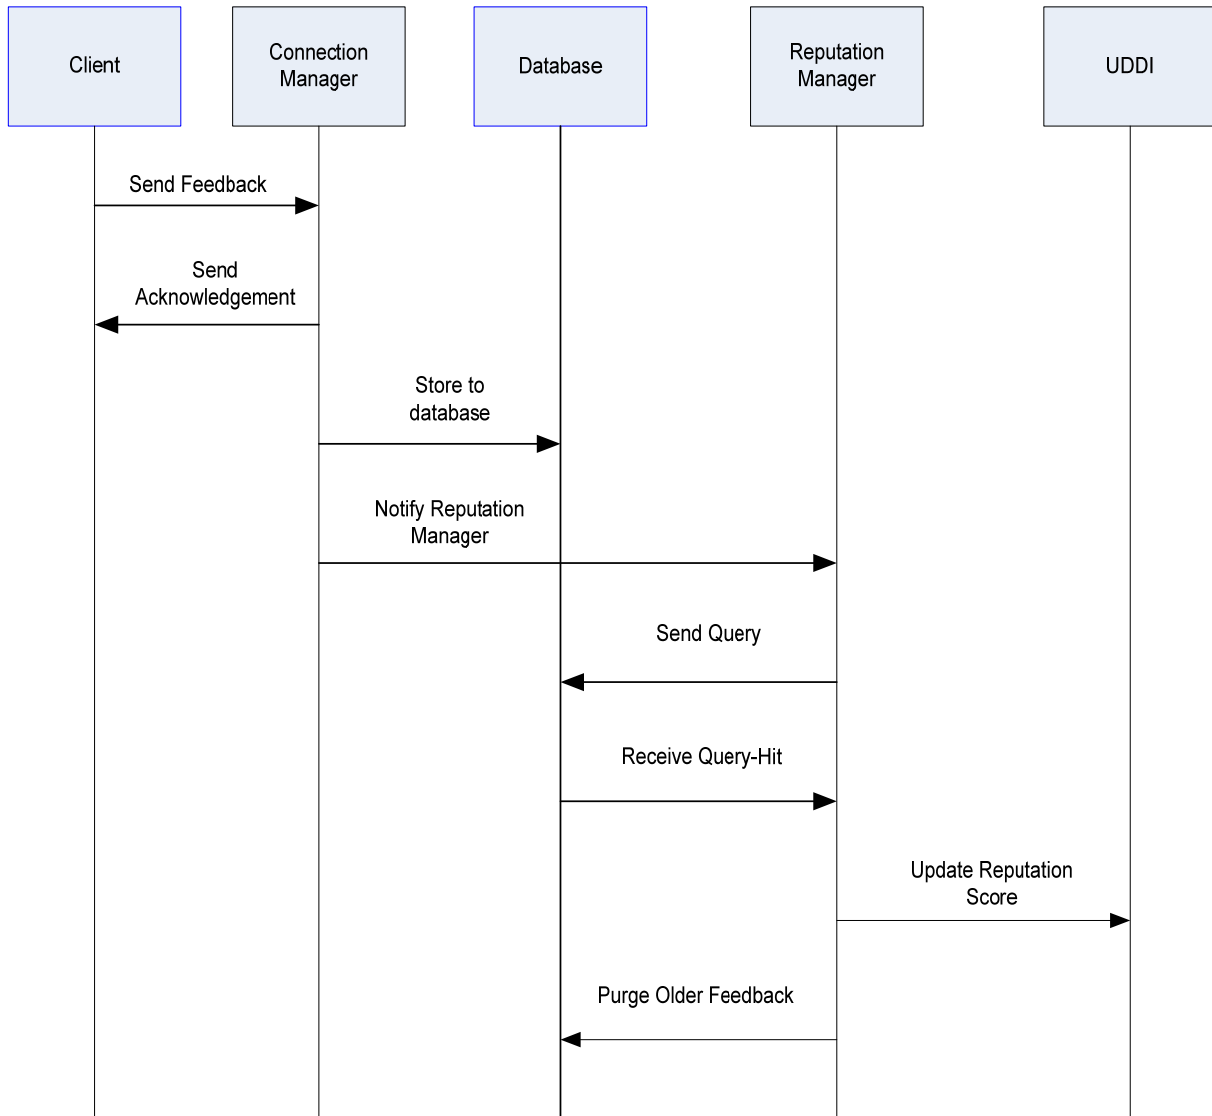 Client
Connection
Manager
Database
Reputation
Manager
UDDI
Send Feedback
Send
Acknowledgement
Store to
database
Notify Reputation
Manager
Send Query
Receive Query-Hit
Update Reputation
Score
Purge Older Feedback